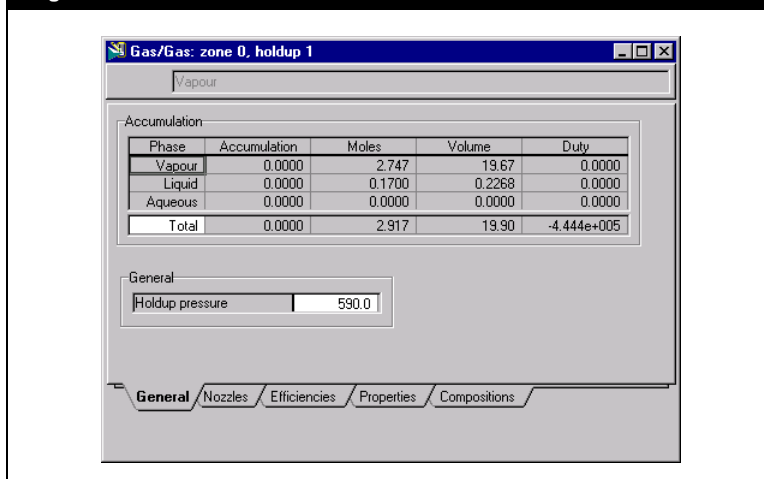 Gas/Gas: zone 0, holdup 1
Vapour
Accumulation
Phase Accumulation Moles Volume Duty
Vapour 0.0000 2.747 19.67 0.0000
Liquid 0.0000 0.1700 0.2268 0.0000
Aqueous 0.0000 0.0000 0.0000 0.0000
Total 0.0000 2.917 19.90 -4.444e+005
General
Holdup pressure 590.0
General Nozzles Efficiencies Properties Compositions